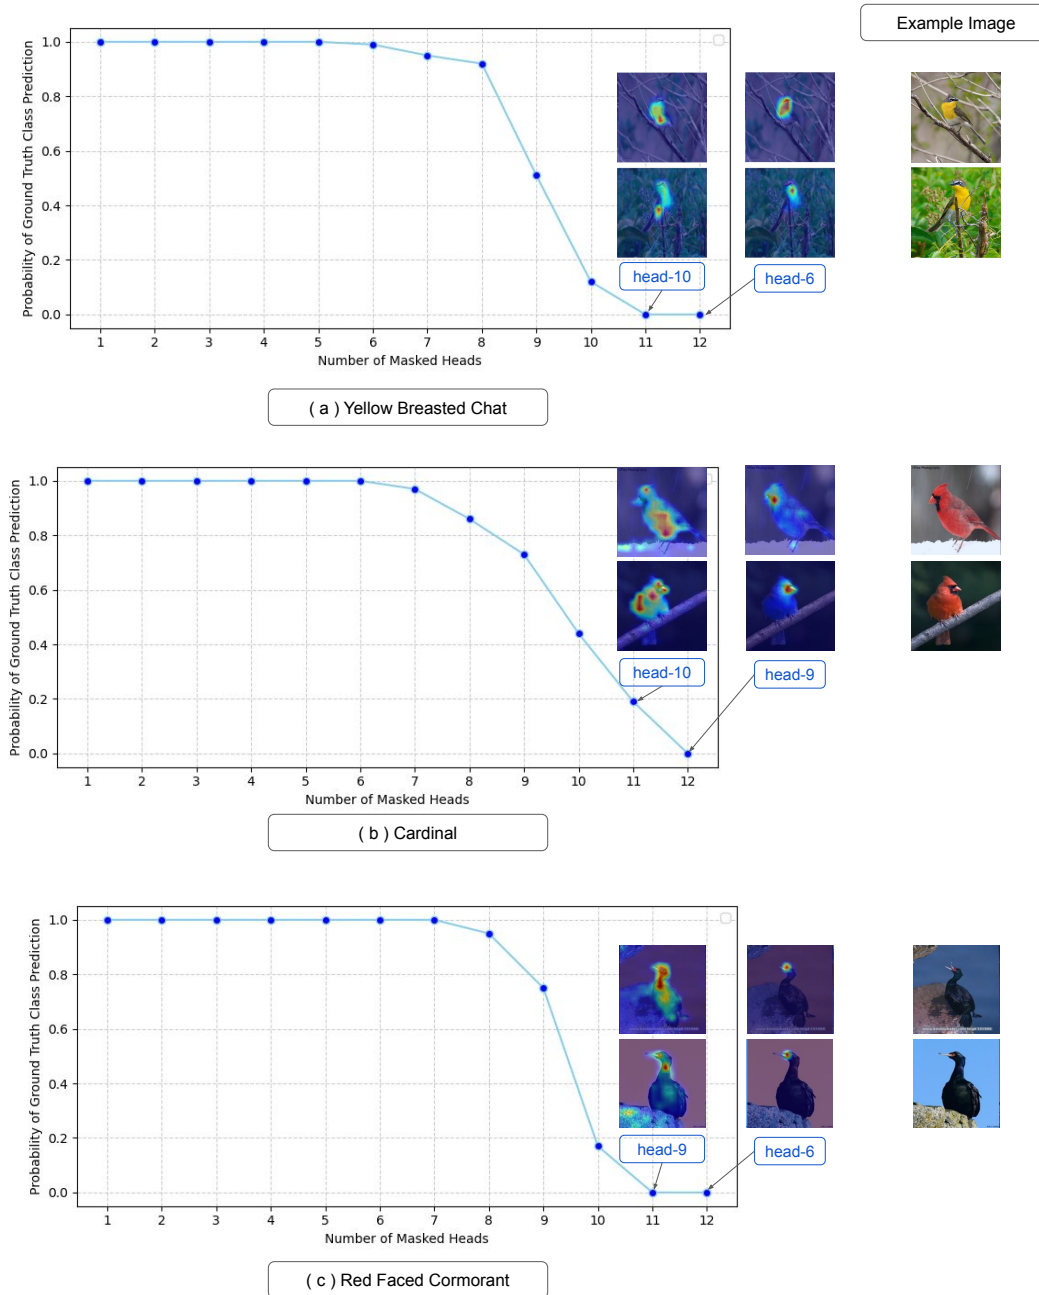 Example Image
Probability of Ground Truth Class Prediction
1.0
0.8
0.6
0.4
0.2
0.0
head-10
head-6
1 2 3 4 5 6 7 8 9 10 11 12
Number of Masked Heads
( a ) Yellow Breasted Chat
Probability of Ground Truth Class Prediction
1.0
0.8
0.6
0.4
0.2
0.0
head-10
head-9
1 2 3 4 5 6 7 8 9 10 11 12
Number of Masked Heads
( b ) Cardinal
Probability of Ground Truth Class Prediction
1.0
0.8
0.6
0.4
0.2
0.0
head-9
head-6
1 2 3 4 5 6 7 8 9 10 11 12
Number of Masked Heads
( c ) Red Faced Cormorant